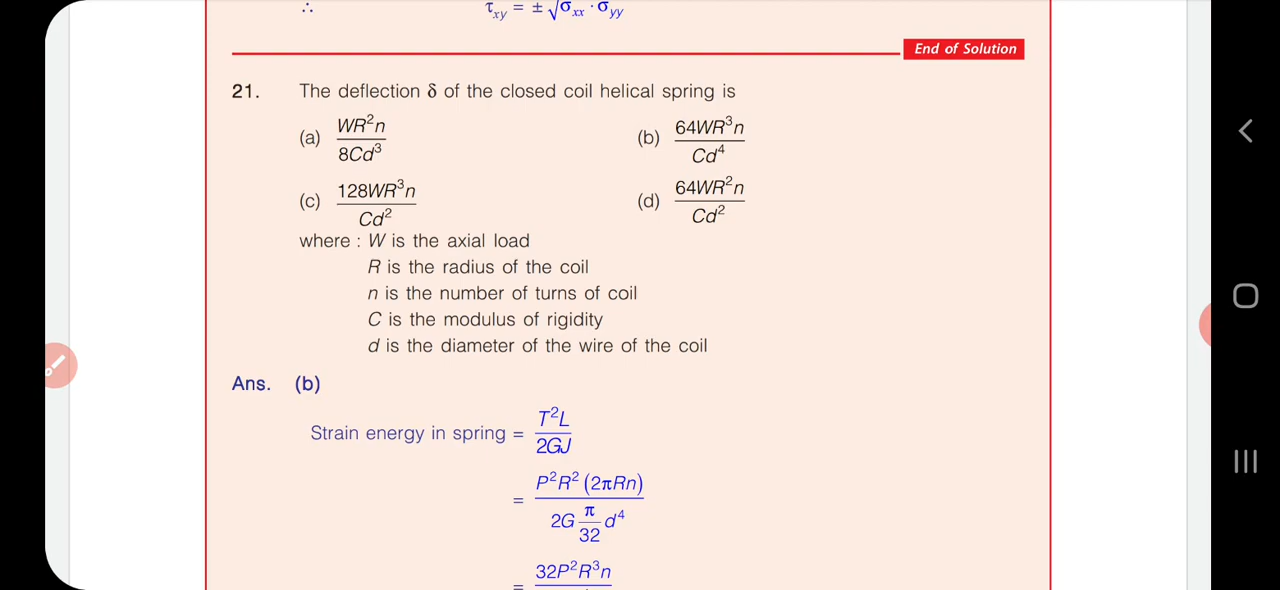 ∴ τxy = ± √σxx · σyy
End of Solution
21. The deflection δ of the closed coil helical spring is
(a) WR²n / 8Cd³ (b) 64WR³n / Cd⁴
(c) 128WR³n / Cd² (d) 64WR²n / Cd²
where : W is the axial load
R is the radius of the coil
n is the number of turns of coil
C is the modulus of rigidity
d is the diameter of the wire of the coil
Ans. (b)
Strain energy in spring = T²L / 2GJ
= P²R² (2πRn) / 2G π/32 d⁴
= 32P²R³n